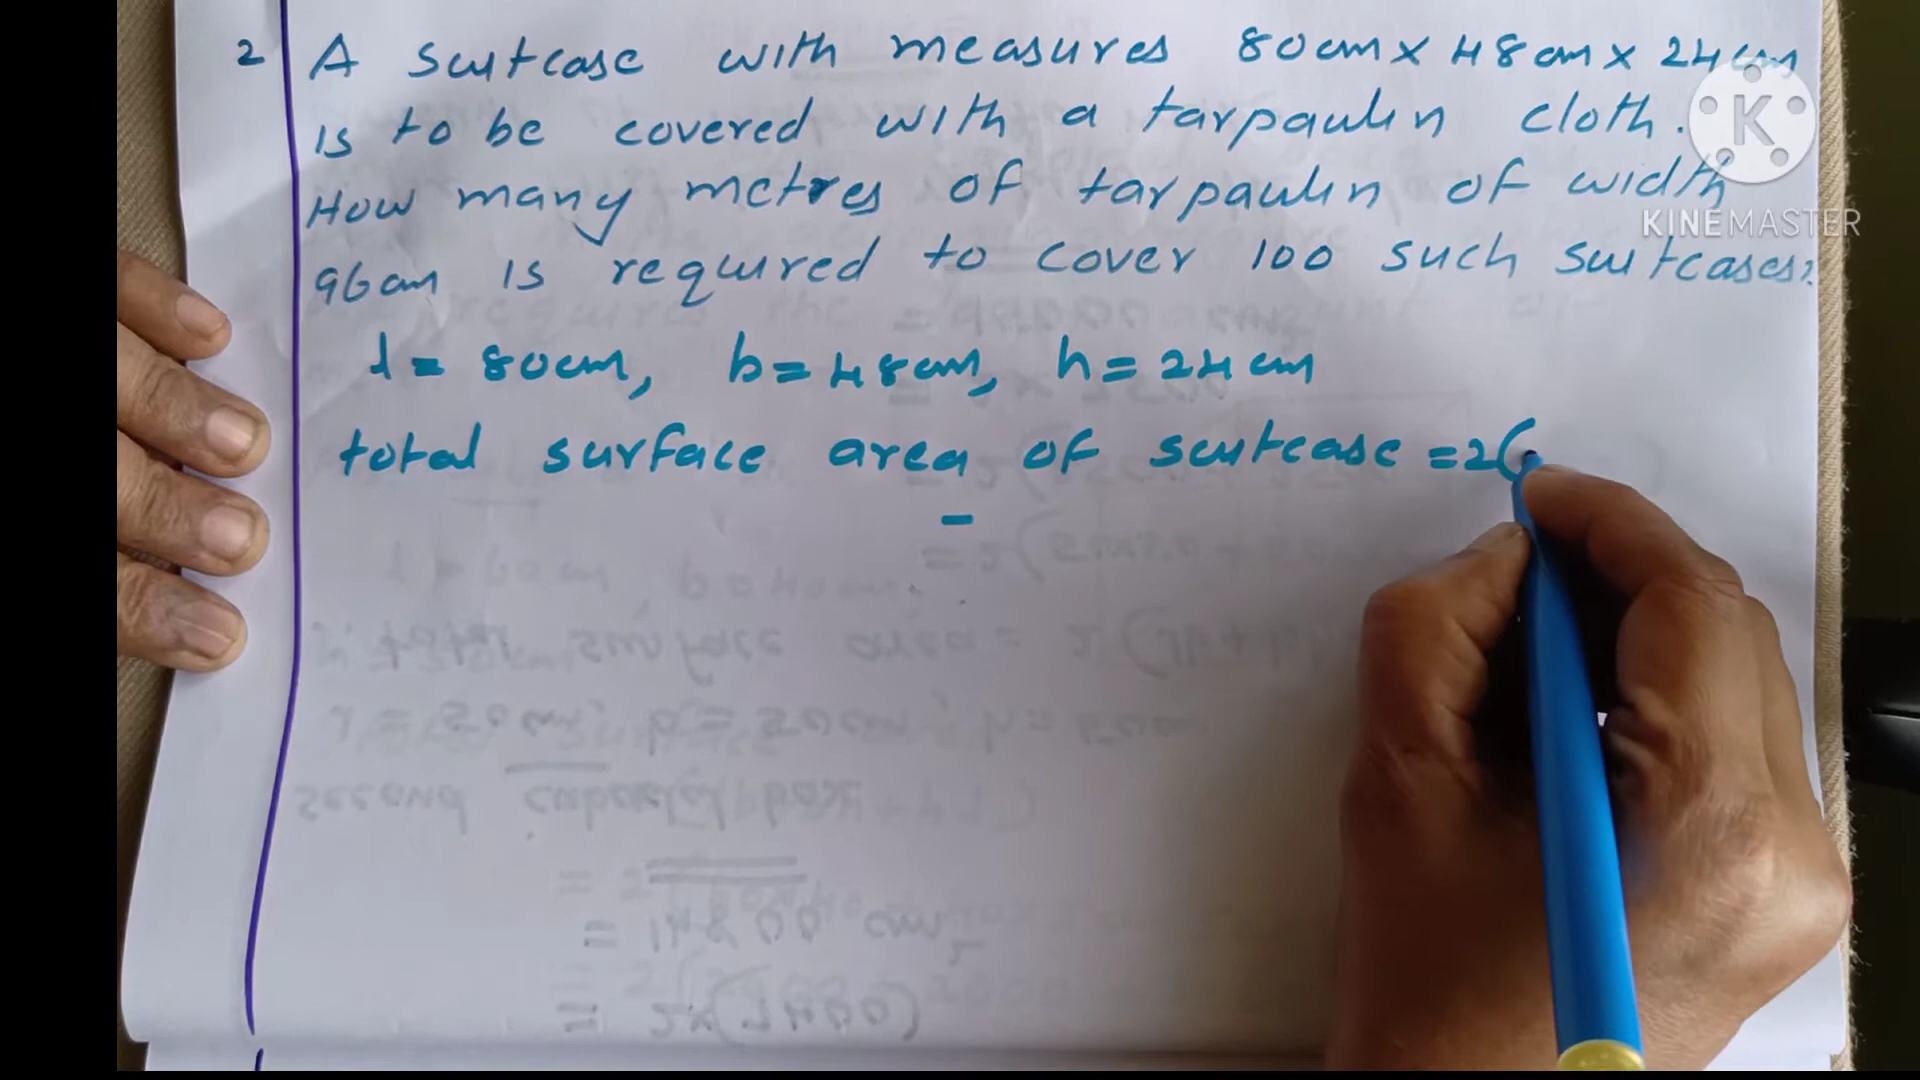 2 A suitcase with measures 80cm x 48cm x 24cm
is to be covered with a tarpaulin cloth.
How many metres of tarpaulin of width
96cm is required to cover 100 such suitcases?
l = 80cm, b = 48cm, h = 24cm
total surface area of suitcase = 2(
K
KINEMASTER